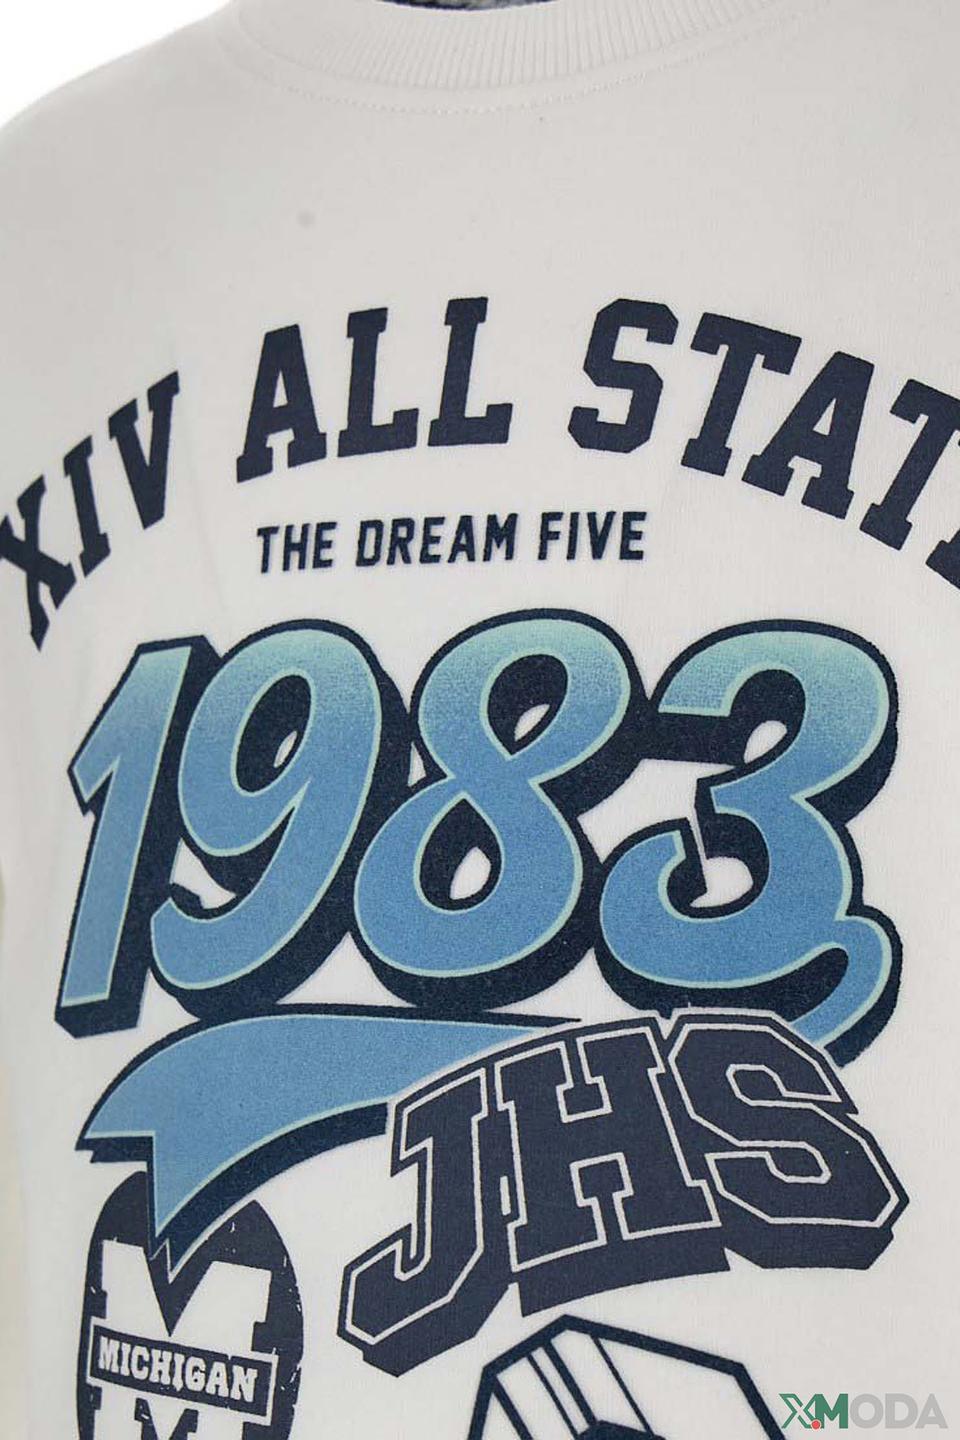 XIV ALL STAT
THE DREAM FIVE
1983
JHS
M
MICHIGAN
XMODA